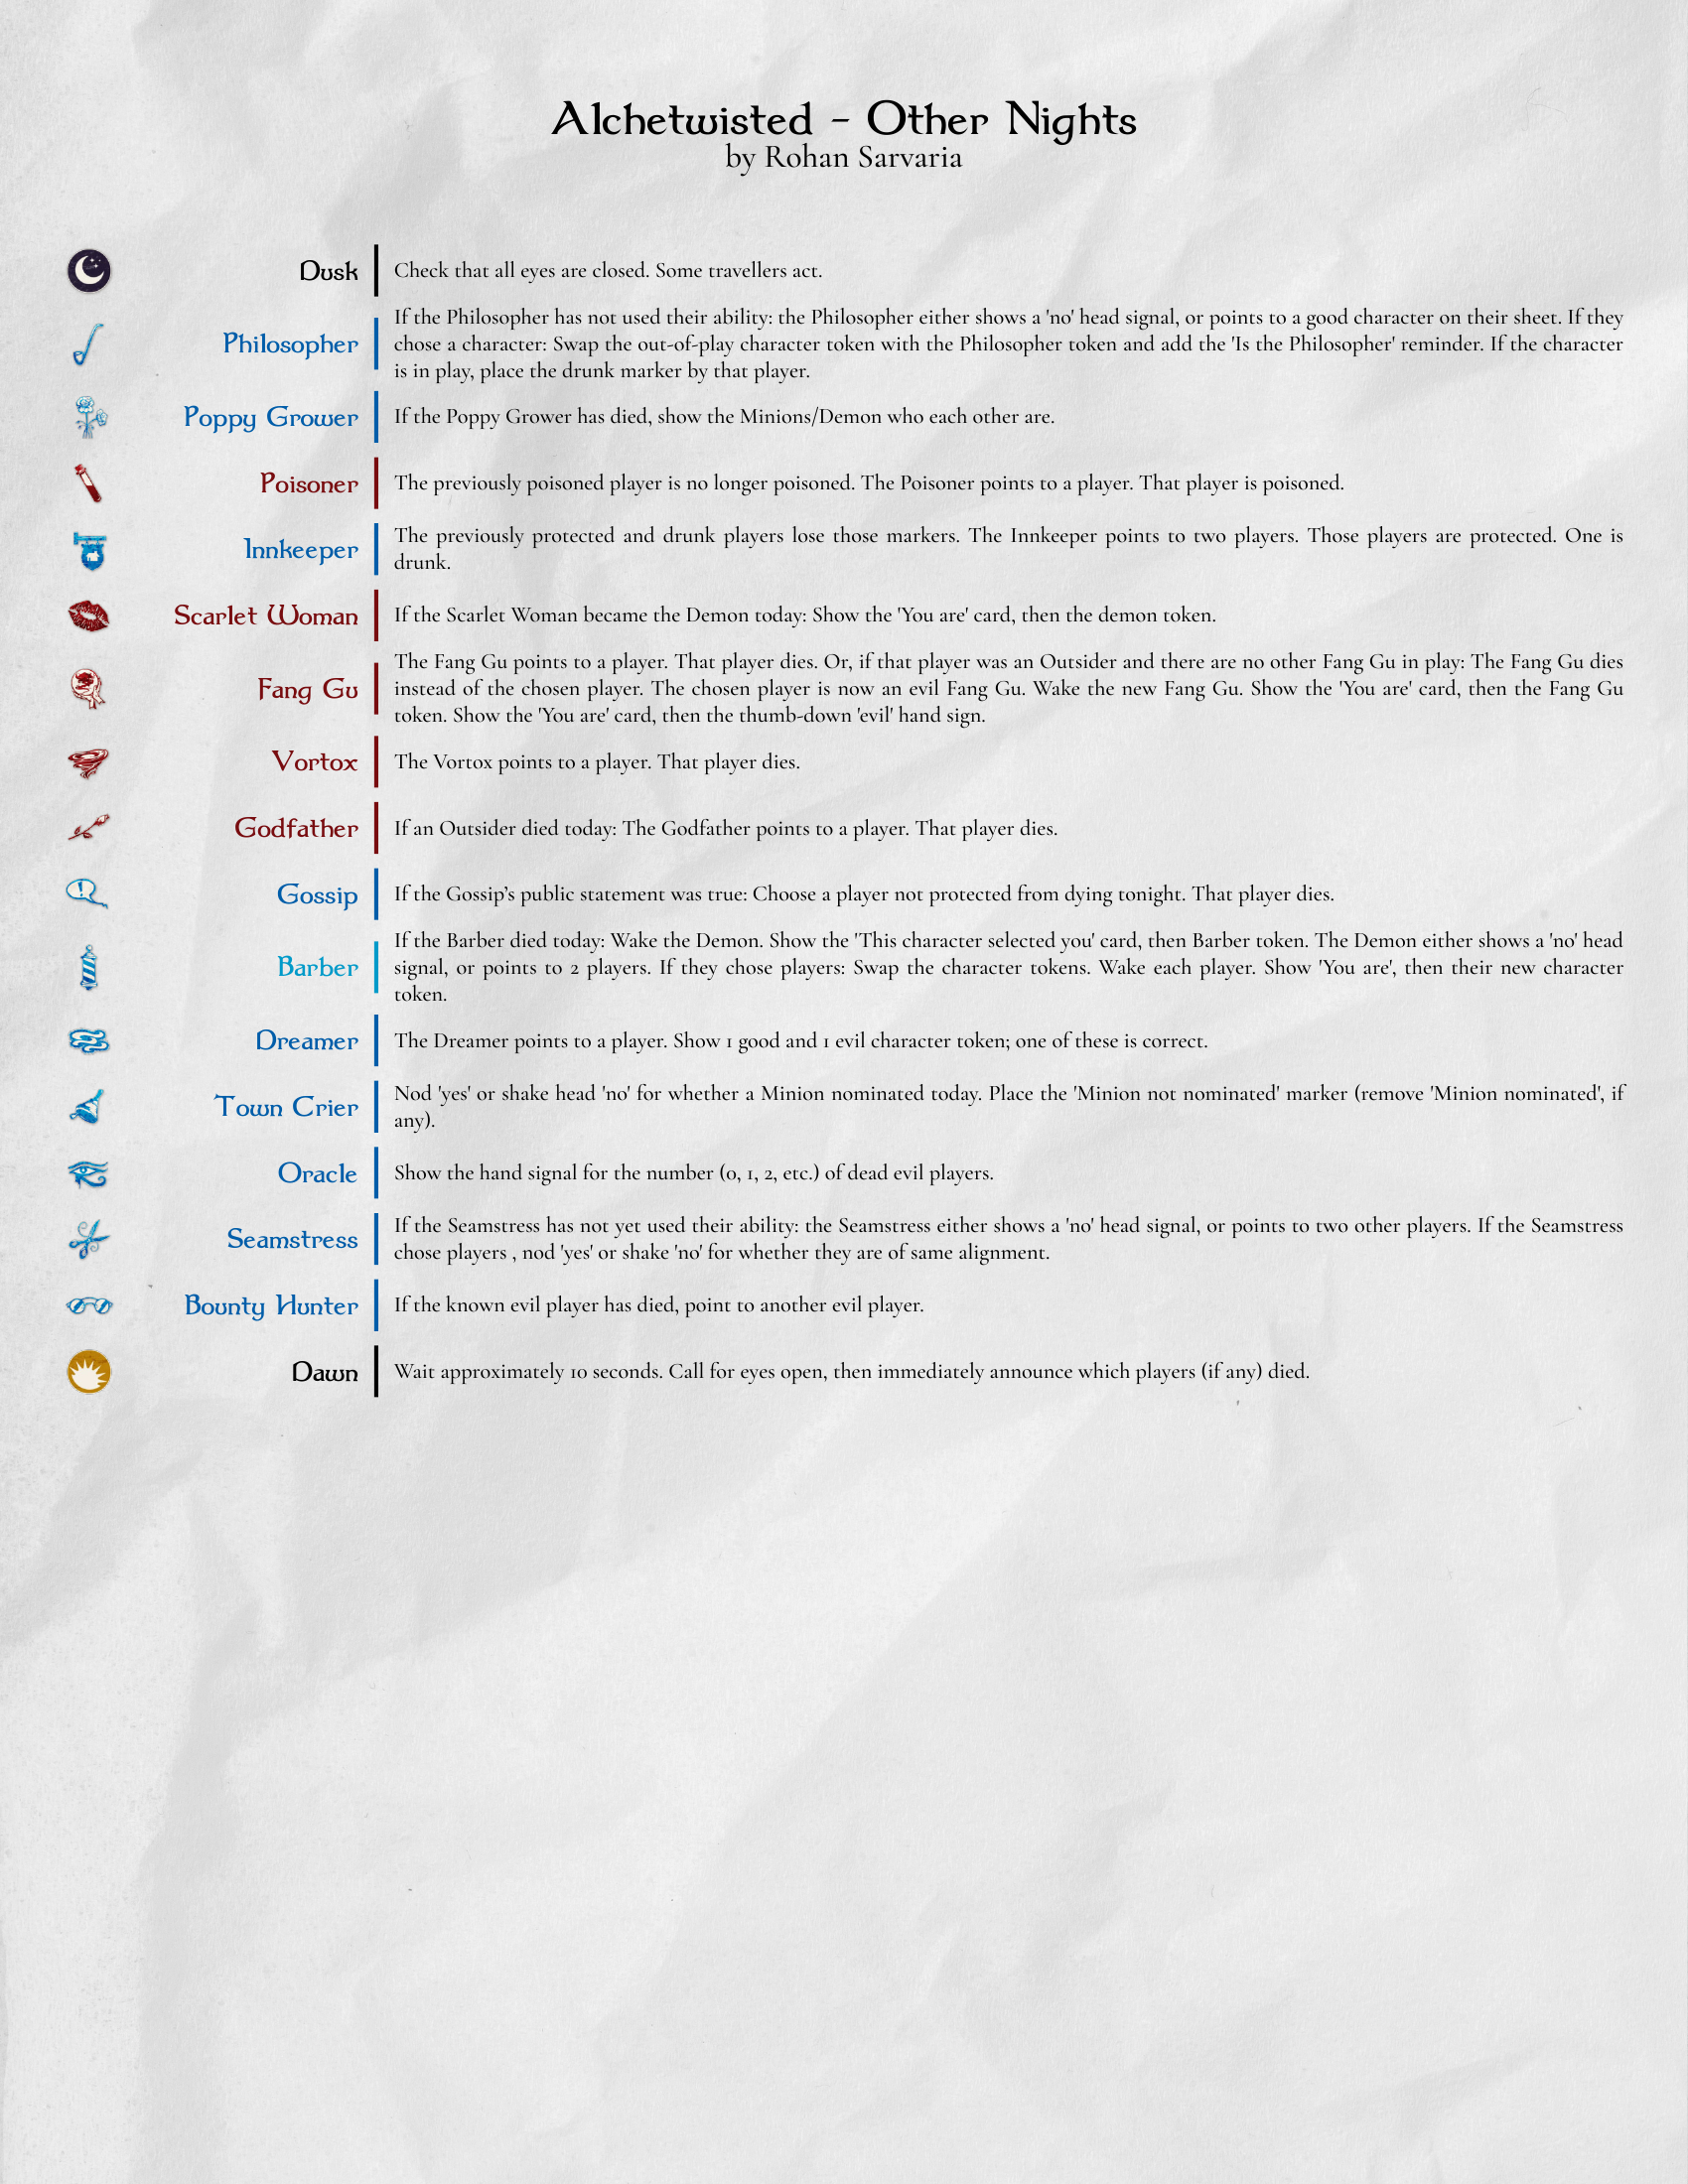 Alchetwisted - Other Nights
by Rohan Sarvaria
Dusk
Check that all eyes are closed. Some travellers act.
Philosopher
If the Philosopher has not used their ability: the Philosopher either shows a 'no' head signal, or points to a good character on their sheet. If they
chose a character: Swap the out-of-play character token with the Philosopher token and add the 'Is the Philosopher' reminder. If the character
is in play, place the drunk marker by that player.
Poppy Grower
If the Poppy Grower has died, show the Minions/Demon who each other are.
Poisoner
The previously poisoned player is no longer poisoned. The Poisoner points to a player. That player is poisoned.
Innkeeper
The previously protected and drunk players lose those markers. The Innkeeper points to two players. Those players are protected. One is
drunk.
Scarlet Woman
If the Scarlet Woman became the Demon today: Show the 'You are' card, then the demon token.
Fang Gu
The Fang Gu points to a player. That player dies. Or, if that player was an Outsider and there are no other Fang Gu in play: The Fang Gu dies
instead of the chosen player. The chosen player is now an evil Fang Gu. Wake the new Fang Gu. Show the 'You are' card, then the Fang Gu
token. Show the 'You are' card, then the thumb-down 'evil' hand sign.
Vortox
The Vortox points to a player. That player dies.
Godfather
If an Outsider died today: The Godfather points to a player. That player dies.
Gossip
If the Gossip’s public statement was true: Choose a player not protected from dying tonight. That player dies.
Barber
If the Barber died today: Wake the Demon. Show the 'This character selected you' card, then Barber token. The Demon either shows a 'no' head
signal, or points to 2 players. If they chose players: Swap the character tokens. Wake each player. Show 'You are', then their new character
token.
Dreamer
The Dreamer points to a player. Show 1 good and 1 evil character token; one of these is correct.
Town Crier
Nod 'yes' or shake head 'no' for whether a Minion nominated today. Place the 'Minion not nominated' marker (remove 'Minion nominated', if
any).
Oracle
Show the hand signal for the number (0, 1, 2, etc.) of dead evil players.
Seamstress
If the Seamstress has not yet used their ability: the Seamstress either shows a 'no' head signal, or points to two other players. If the Seamstress
chose players , nod 'yes' or shake 'no' for whether they are of same alignment.
Bounty Hunter
If the known evil player has died, point to another evil player.
Dawn
Wait approximately 10 seconds. Call for eyes open, then immediately announce which players (if any) died.